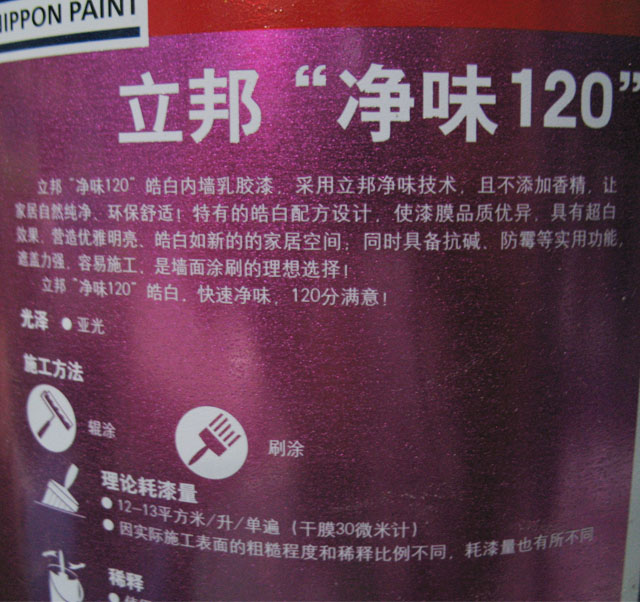 NIPPON PAINT
立邦“净味120”
立邦“净味120”皓白内墙乳胶漆，采用立邦净味技术，且不添加香精，让
家居自然纯净、环保舒适！特有的皓白配方设计，使漆膜品质优异，具有超白
效果，营造优雅明亮、皓白如新的的家居空间；同时具备抗碱、防霉等实用功能，
遮盖力强，容易施工，是墙面涂刷的理想选择！
立邦“净味120”皓白，快速净味，120分满意！
光泽 ●亚光
施工方法
辊涂
刷涂
理论耗漆量
●12-13平方米/升/单遍（干膜30微米计）
●因实际施工表面的粗糙程度和稀释比例不同，耗漆量也有所不同
稀释